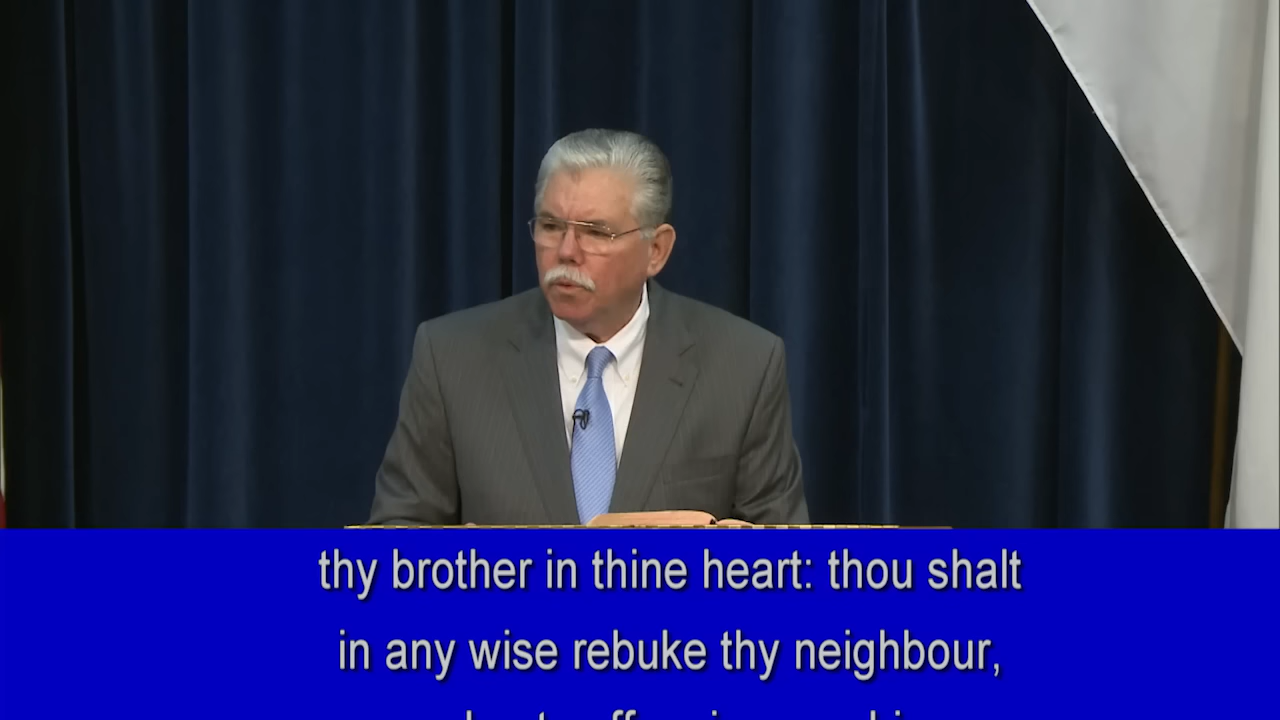 thy brother in thine heart: thou shalt
in any wise rebuke thy neighbour,